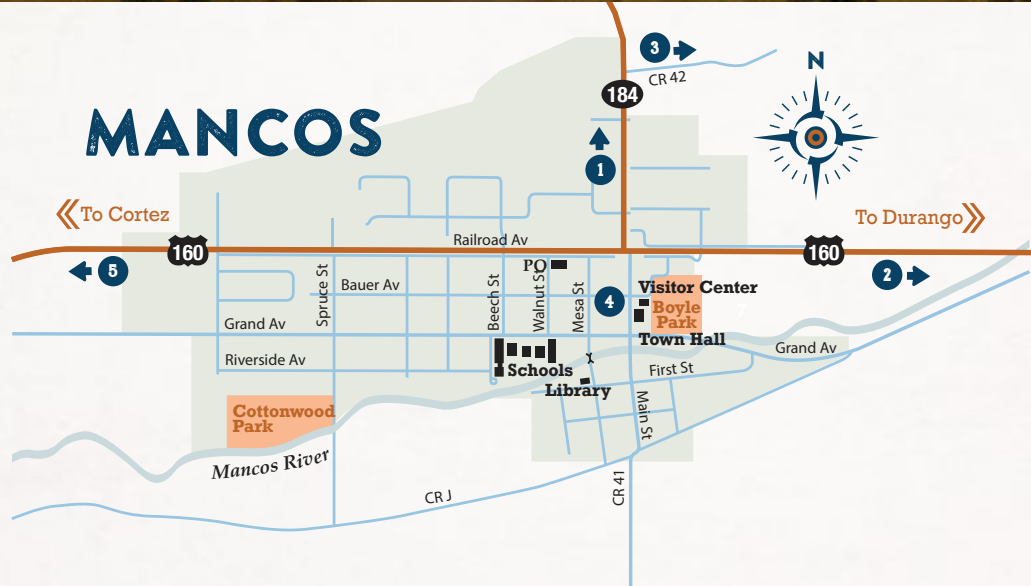 3
CR 42
N
184
MANCOS
1
To Cortez
To Durango
Railroad Av
160
160
5
2
PO
Spruce St
Bauer Av
Beech St
Walnut St
Mesa St
4
Visitor Center
Boyle
Park
Grand Av
Town Hall
Grand Av
Riverside Av
Schools
First St
Library
Main St
Cottonwood
Park
Mancos River
CR J
CR 41